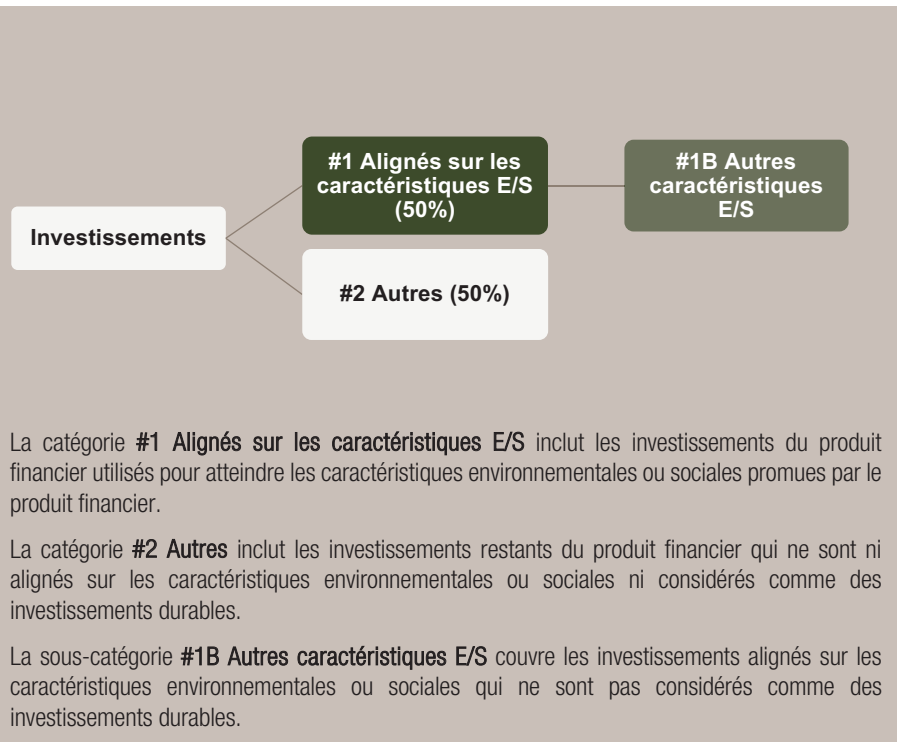 #1 Alignés sur les
caractéristiques E/S
(50%)
#1B Autres
caractéristiques
E/S
Investissements
#2 Autres (50%)
La catégorie #1 Alignés sur les caractéristiques E/S inclut les investissements du produit
financier utilisés pour atteindre les caractéristiques environnementales ou sociales promues par le
produit financier.
La catégorie #2 Autres inclut les investissements restants du produit financier qui ne sont ni
alignés sur les caractéristiques environnementales ou sociales ni considérés comme des
investissements durables.
La sous-catégorie #1B Autres caractéristiques E/S couvre les investissements alignés sur les
caractéristiques environnementales ou sociales qui ne sont pas considérés comme des
investissements durables.